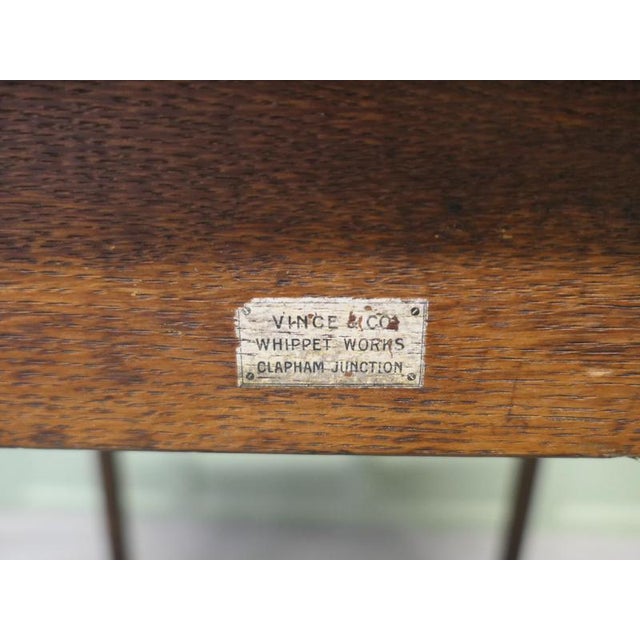 VINCE & CO
WHIPPET WORKS
CLAPHAM JUNCTION